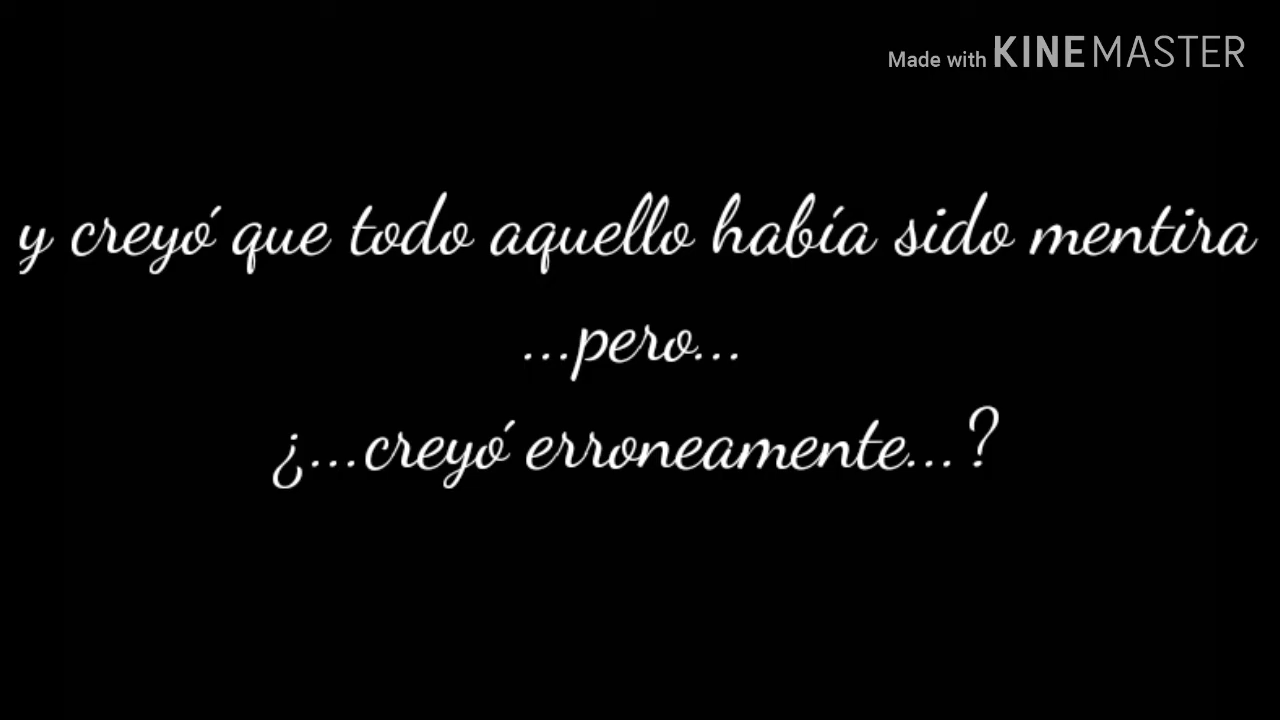 Made with KINEMASTER
y creyó que todo aquello había sido mentira
...pero...
¿...creyó erroneamente...?